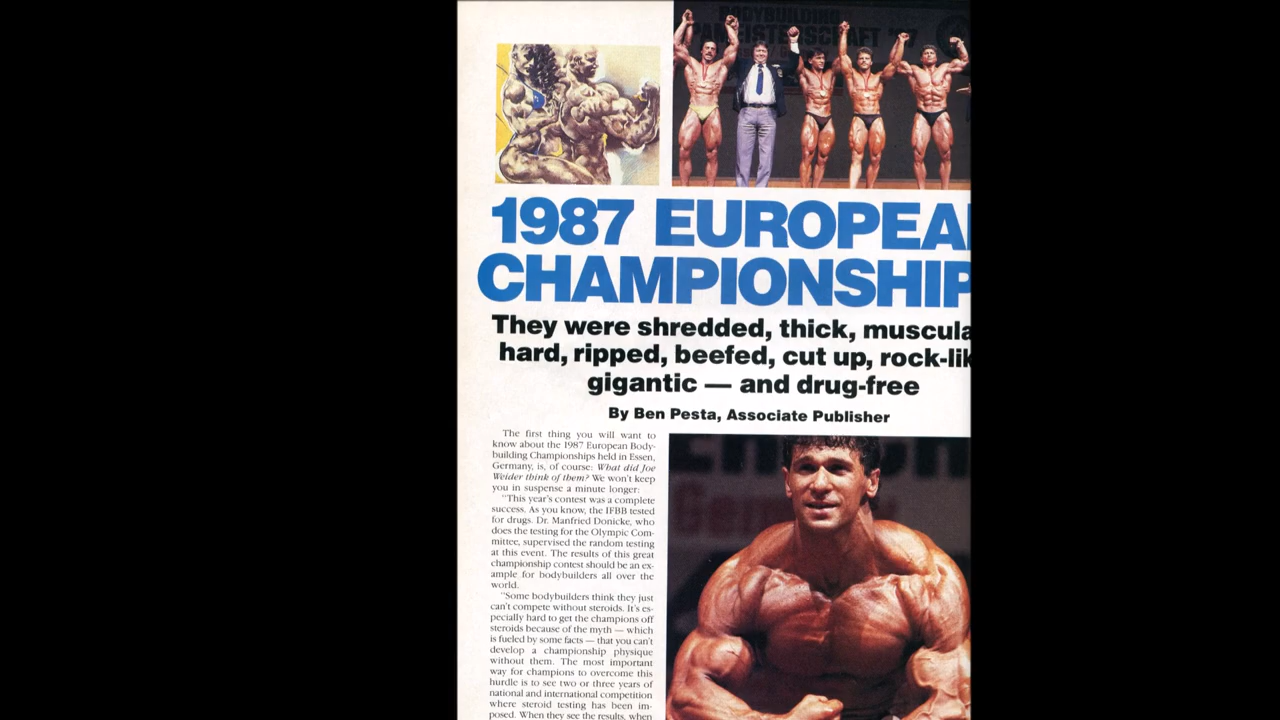 BODYBUILDING
1987 EUROPEA
CHAMPIONSHIP
They were shredded, thick, muscula
hard, ripped, beefed, cut up, rock-lik
gigantic — and drug-free
By Ben Pesta, Associate Publisher
The first thing you will want to
know about the 1987 European Body-
building Championships held in Essen,
Germany, is, of course: What did Joe
Weider think of them? We won't keep
you in suspense a minute longer:
"This year's contest was a complete
success. As you know, the IFBB tested
for drugs. Dr. Manfried Donicke, who
does the testing for the Olympic Com-
mittee, supervised the random testing
at this event. The results of this great
championship contest should be an ex-
ample for bodybuilders all over the
world.
"Some bodybuilders think they just
can't compete without steroids. It's es-
pecially hard to get the champions off
steroids because of the myth — which
is fueled by some facts — that you can't
develop a championship physique
without them. The most important
way for champions to overcome this
hurdle is to see two or three years of
national and international competition
where steroid testing has been im-
posed. When they see the results, when